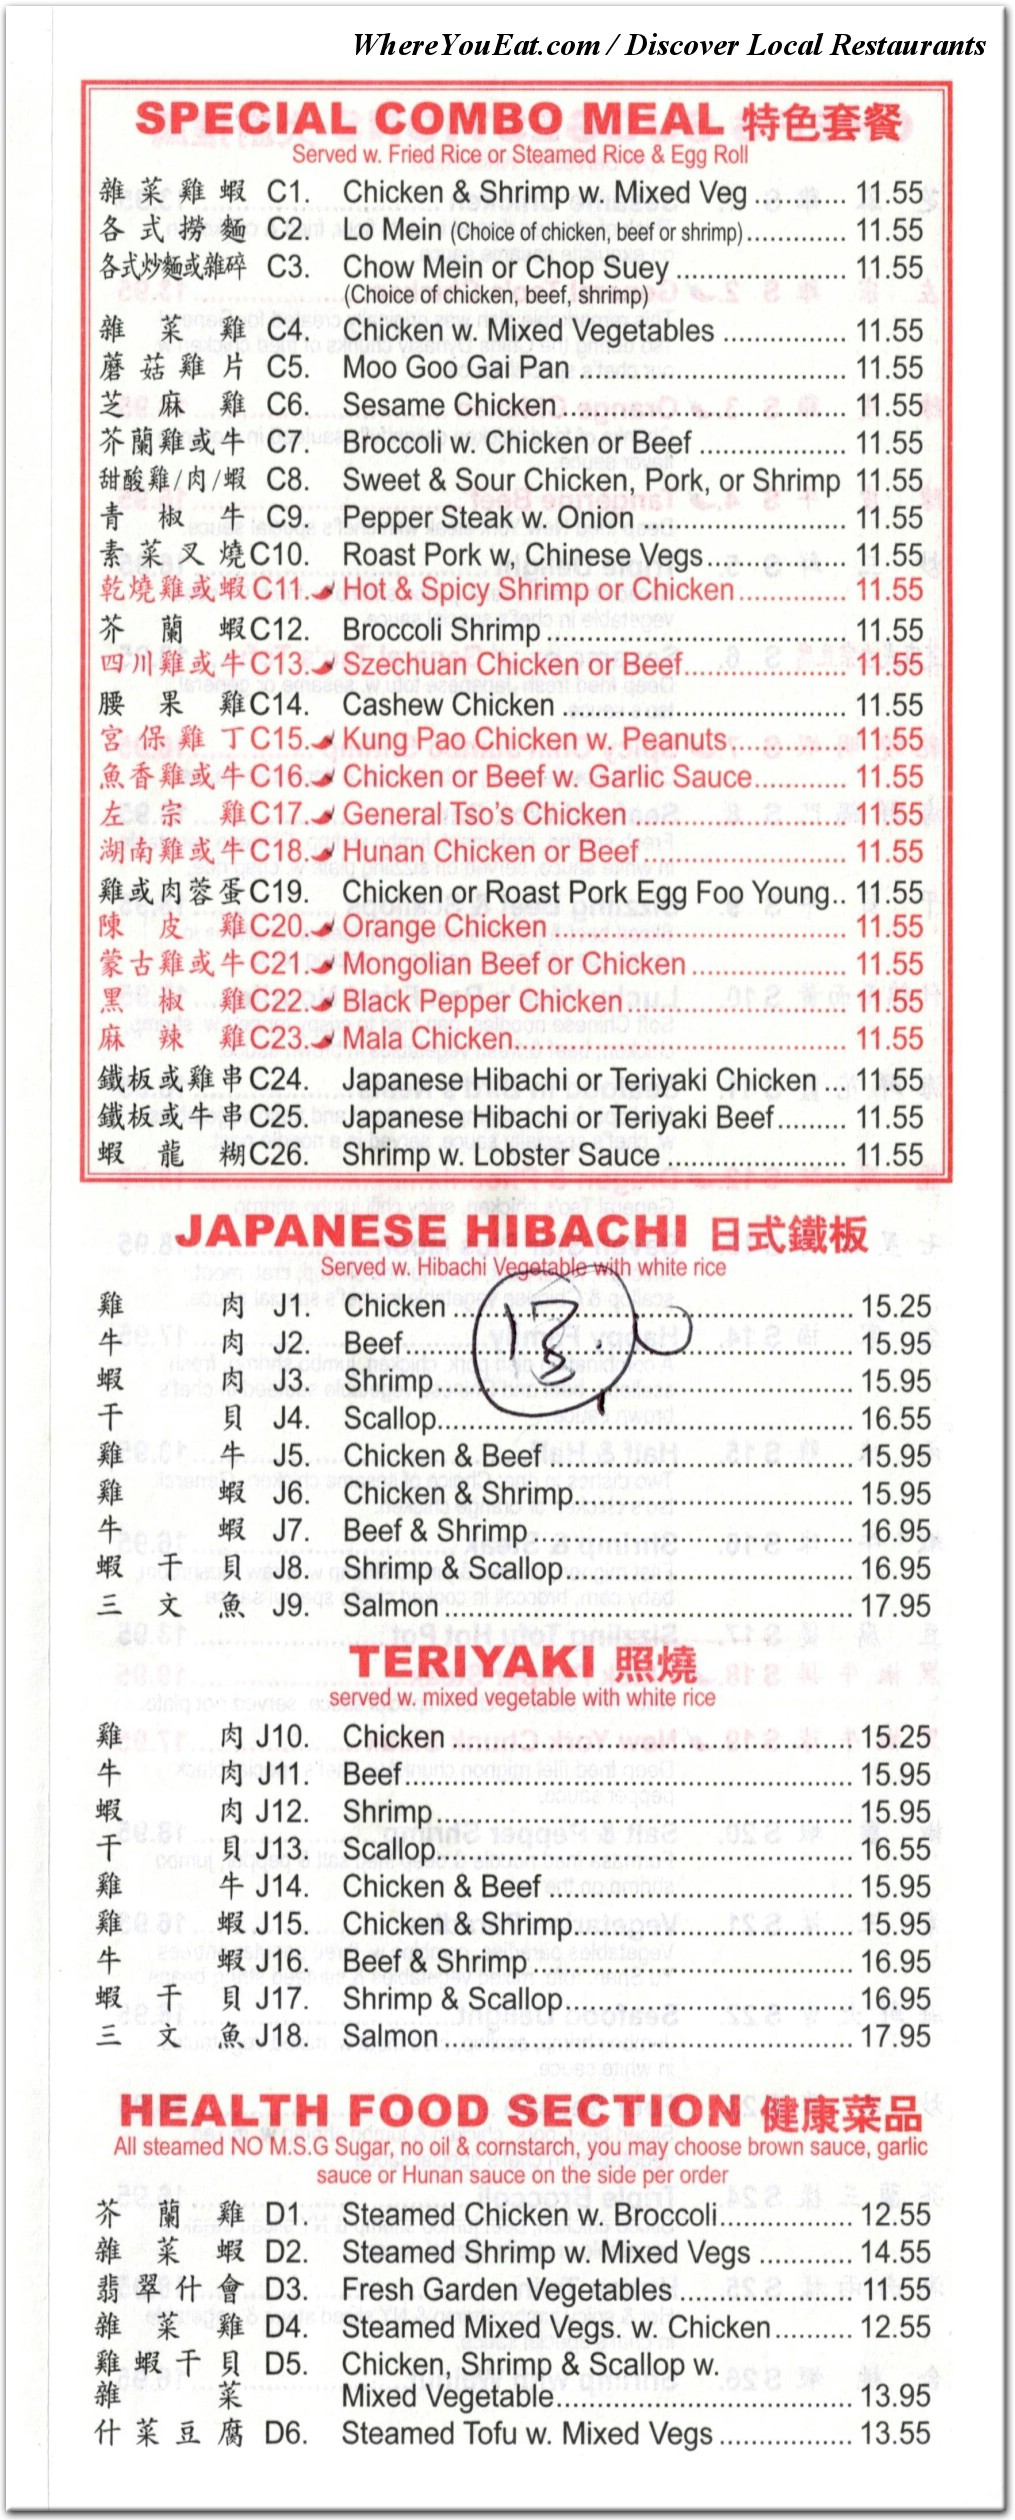 WhereYouEat.com / Discover Local Restaurants
SPECIAL COMBO MEAL 特色套餐
Served w. Fried Rice or Steamed Rice & Egg Roll
雜菜雞蝦 C1. Chicken & Shrimp w. Mixed Veg ............ 11.55
各式撈麵 C2. Lo Mein (Choice of chicken, beef or shrimp)............. 11.55
各式炒麵或雜碎 C3. Chow Mein or Chop Suey ...................... 11.55
(Choice of chicken, beef, shrimp)
雜菜雞 C4. Chicken w. Mixed Vegetables ................ 11.55
蘑菇雞片 C5. Moo Goo Gai Pan .................................. 11.55
芝麻雞 C6. Sesame Chicken .................................... 11.55
芥蘭雞或牛 C7. Broccoli w. Chicken or Beef ................... 11.55
甜酸雞/肉/蝦 C8. Sweet & Sour Chicken, Pork, or Shrimp 11.55
青椒牛 C9. Pepper Steak w. Onion ........................... 11.55
素菜叉燒 C10. Roast Pork w, Chinese Vegs.................. 11.55
乾燒雞或蝦 C11. Hot & Spicy Shrimp or Chicken.............. 11.55
芥蘭蝦 C12. Broccoli Shrimp ...................................... 11.55
四川雞或牛 C13. Szechuan Chicken or Beef..................... 11.55
腰果雞 C14. Cashew Chicken .................................... 11.55
宮保雞丁 C15. Kung Pao Chicken w. Peanuts............... 11.55
魚香雞或牛 C16. Chicken or Beef w. Garlic Sauce............ 11.55
左宗雞 C17. General Tso's Chicken ........................... 11.55
湖南雞或牛 C18. Hunan Chicken or Beef.......................... 11.55
雞或肉蓉蛋 C19. Chicken or Roast Pork Egg Foo Young.. 11.55
陳皮雞 C20. Orange Chicken ..................................... 11.55
蒙古雞或牛 C21. Mongolian Beef or Chicken.................... 11.55
黑椒雞 C22. Black Pepper Chicken ............................ 11.55
麻辣雞 C23. Mala Chicken.......................................... 11.55
鐵板或雞串 C24. Japanese Hibachi or Teriyaki Chicken ... 11.55
鐵板或牛串 C25. Japanese Hibachi or Teriyaki Beef......... 11.55
蝦龍糊 C26. Shrimp w. Lobster Sauce ....................... 11.55
JAPANESE HIBACHI 日式鐵板
Served w. Hibachi Vegetable with white rice
雞肉 J1. Chicken .................................................... 15.25
牛肉 J2. Beef.......................................................... 15.95
蝦肉 J3. Shrimp...................................................... 15.95
干貝 J4. Scallop..................................................... 16.55
雞牛 J5. Chicken & Beef ....................................... 15.95
雞蝦 J6. Chicken & Shrimp.................................... 15.95
牛蝦 J7. Beef & Shrimp.......................................... 16.95
蝦干貝 J8. Shrimp & Scallop..................................... 16.95
三文魚 J9. Salmon .................................................... 17.95
TERIYAKI 照燒
served w. mixed vegetable with white rice
雞肉 J10. Chicken .................................................... 15.25
牛肉 J11. Beef.......................................................... 15.95
蝦肉 J12. Shrimp...................................................... 15.95
干貝 J13. Scallop..................................................... 16.55
雞牛 J14. Chicken & Beef ....................................... 15.95
雞蝦 J15. Chicken & Shrimp.................................... 15.95
牛蝦 J16. Beef & Shrimp.......................................... 16.95
蝦干貝 J17. Shrimp & Scallop..................................... 16.95
三文魚 J18. Salmon .................................................... 17.95
HEALTH FOOD SECTION 健康菜品
All steamed NO M.S.G Sugar, no oil & cornstarch, you may choose brown sauce, garlic
sauce or Hunan sauce on the side per order
芥蘭雞 D1. Steamed Chicken w. Broccoli................. 12.55
雜菜蝦 D2. Steamed Shrimp w. Mixed Vegs ............ 14.55
翡翠什會 D3. Fresh Garden Vegetables....................... 11.55
雜菜雞 D4. Steamed Mixed Vegs. w. Chicken.......... 12.55
雞蝦干貝 D5. Chicken, Shrimp & Scallop w.
雜菜 Mixed Vegetable...................................... 13.95
什菜豆腐 D6. Steamed Tofu w. Mixed Vegs ................. 13.55